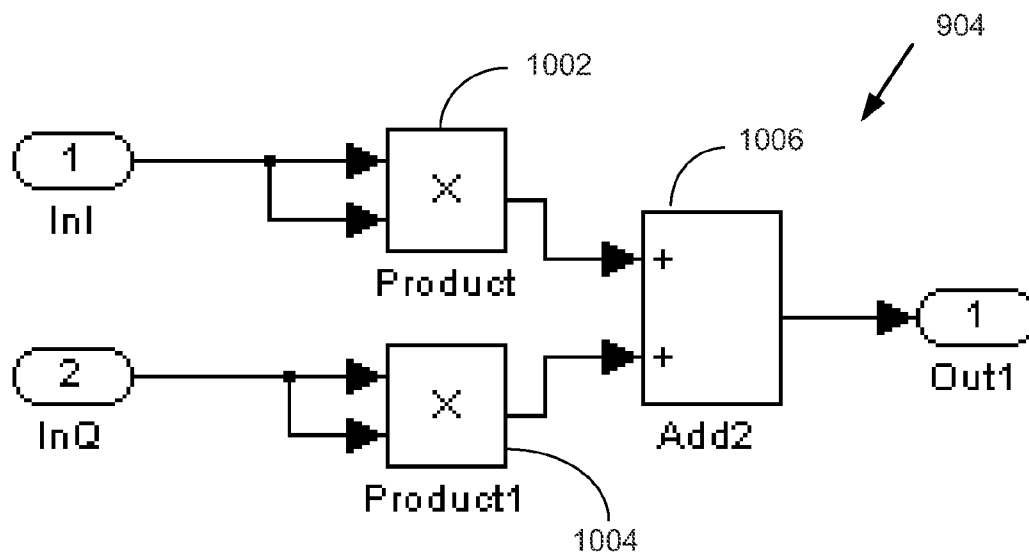 904
1002
1006
1
InI
×
Product
+
2
InQ
×
Product1
+
Add2
1
Out1
1004